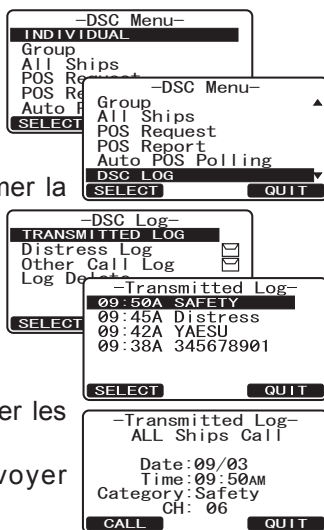 -DSC Menu-
INDIVIDUAL
Group
All Ships
POS Request
POS Re
Auto P
SELECT
-DSC Menu-
Group
All Ships
POS Request
POS Report
Auto POS Polling
DSC LOG
SELECT QUIT
mer la
-DSC Log-
TRANSMITTED LOG
Distress Log
Other Call Log
Log De
SELECT
-Transmitted Log-
09:50A SAFETY
09:45A Distress
09:42A YAESU
09:38A 345678901
SELECT QUIT
er les
voyer
-Transmitted Log-
ALL Ships Call
Date:09/03
Time:09:50AM
Category:Safety
CH: 06
CALL QUIT